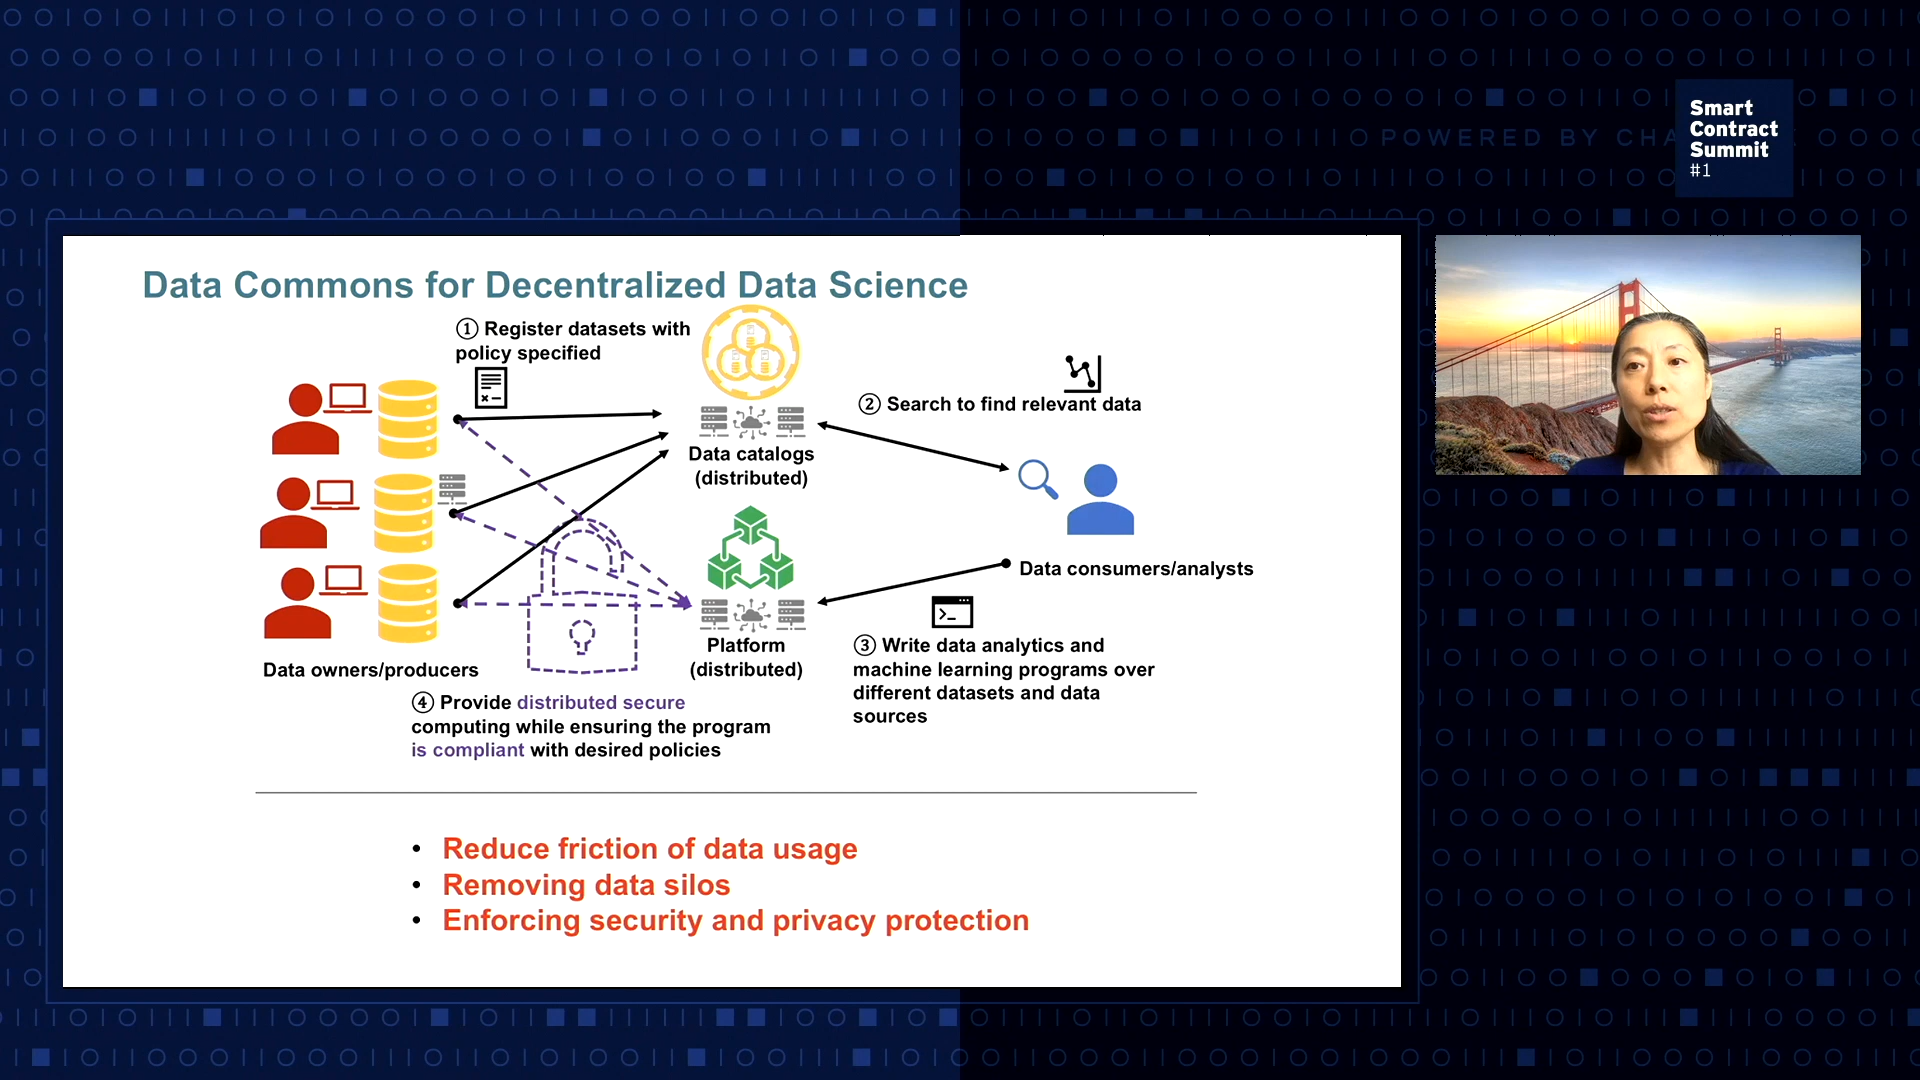 POWERED BY CHA
Smart
Contract
Summit
#1
Data Commons for Decentralized Data Science
① Register datasets with
policy specified
② Search to find relevant data
Data catalogs
(distributed)
Data consumers/analysts
Platform
(distributed)
③ Write data analytics and
machine learning programs over
different datasets and data
sources
Data owners/producers
④ Provide distributed secure
computing while ensuring the program
is compliant with desired policies
• Reduce friction of data usage
• Removing data silos
• Enforcing security and privacy protection